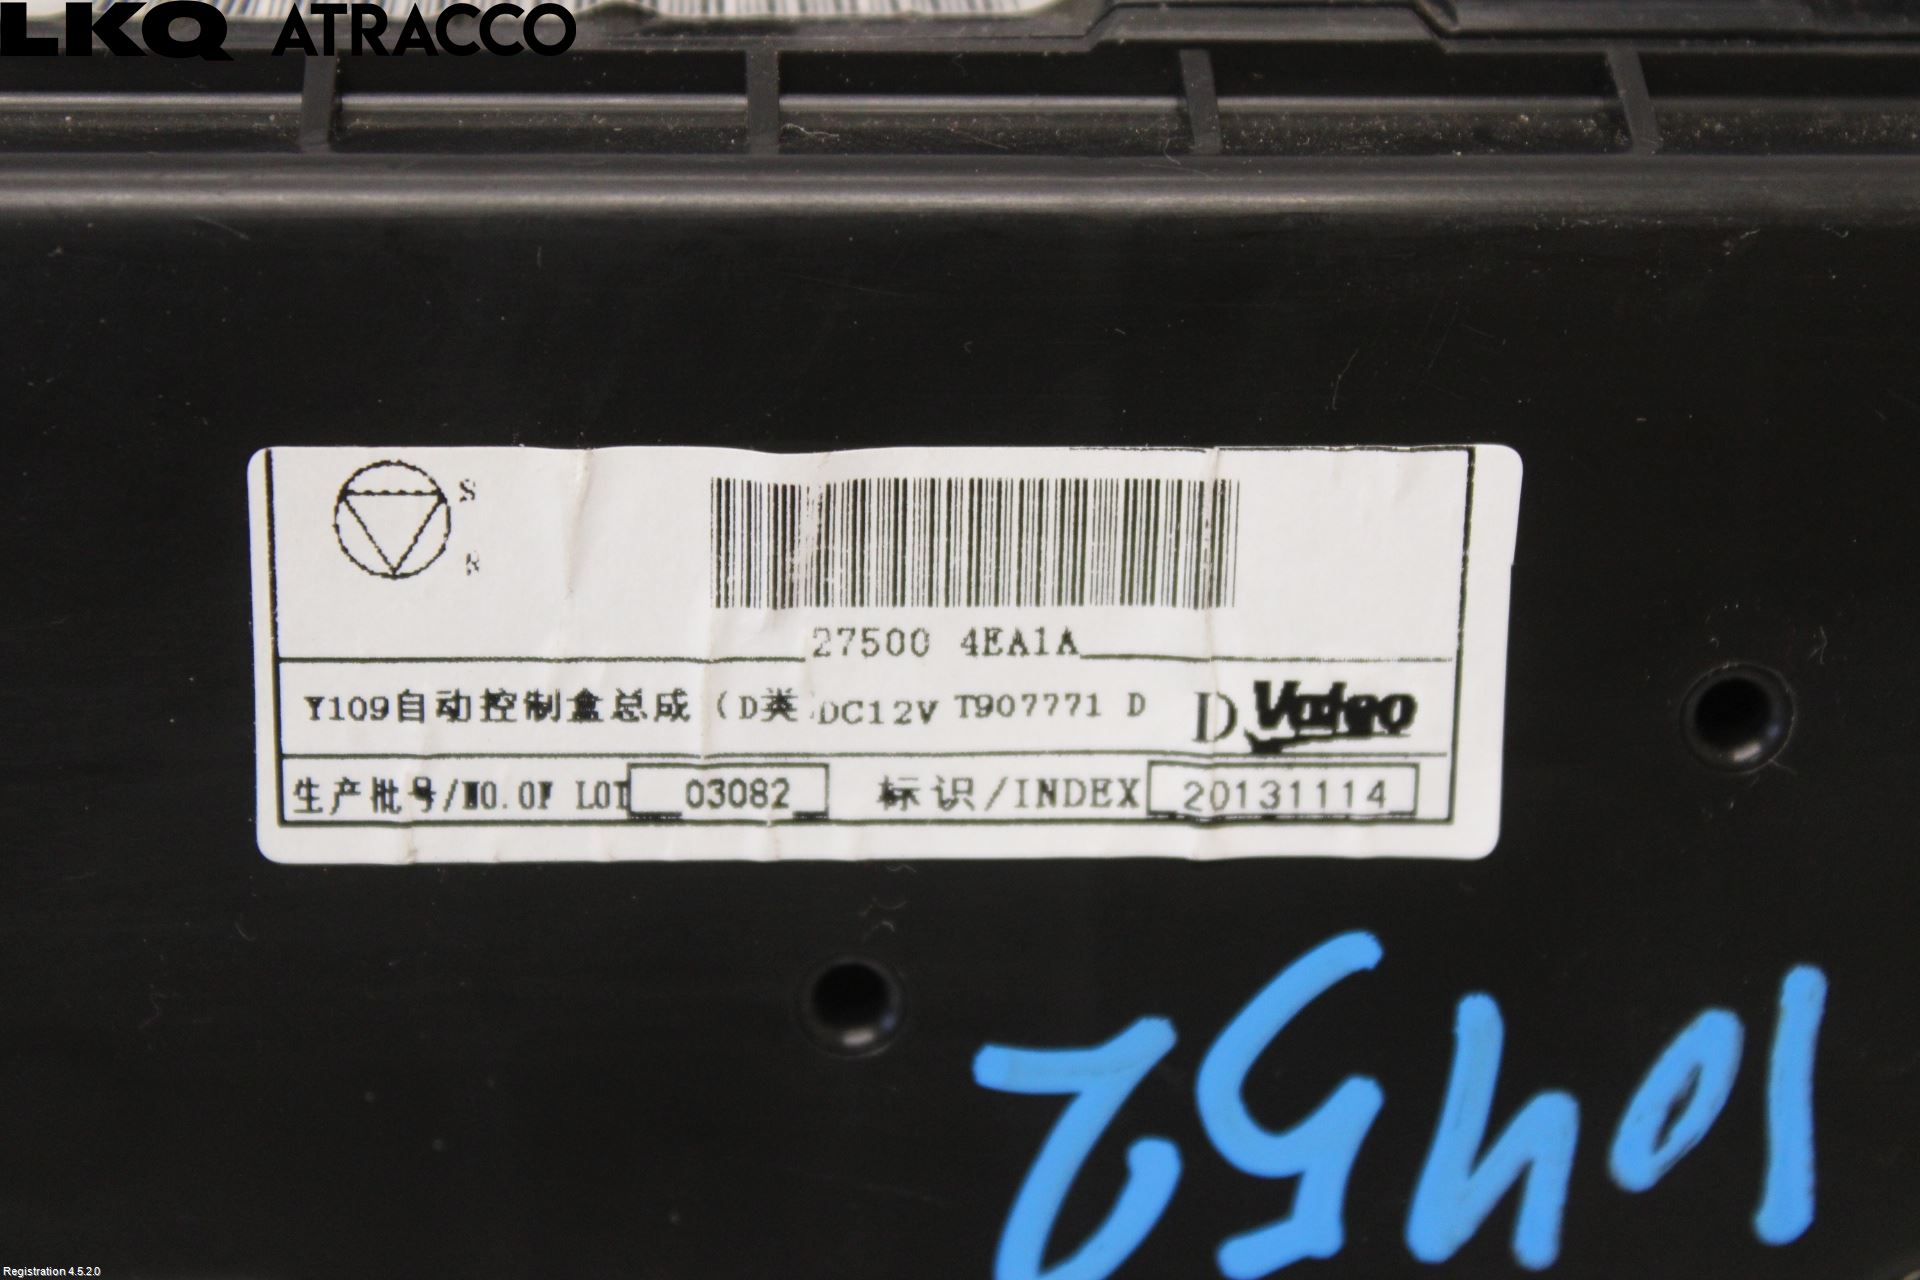 LKQ ATRACCO
S
R
27500 4EA1A
Y109自动控制盒总成（D类 DC12V T907771 D D Valeo
生产批号/NO.OF LOT 03082 标识/INDEX 20131114
10452
Registration 4.5.2.0